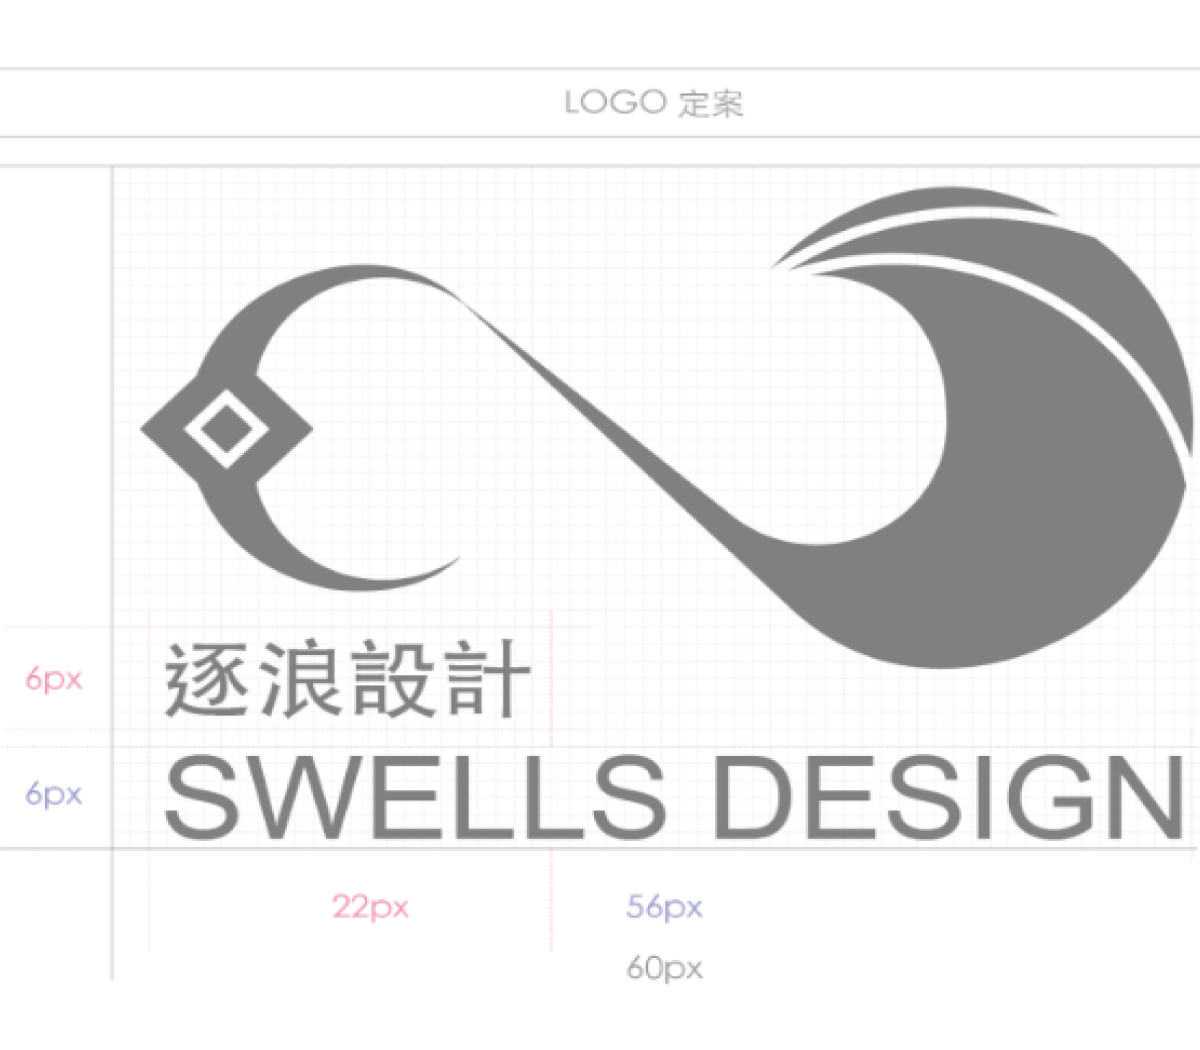 LOGO 定案
6px
逐浪設計
6px
SWELLS DESIGN
22px
56px
60px